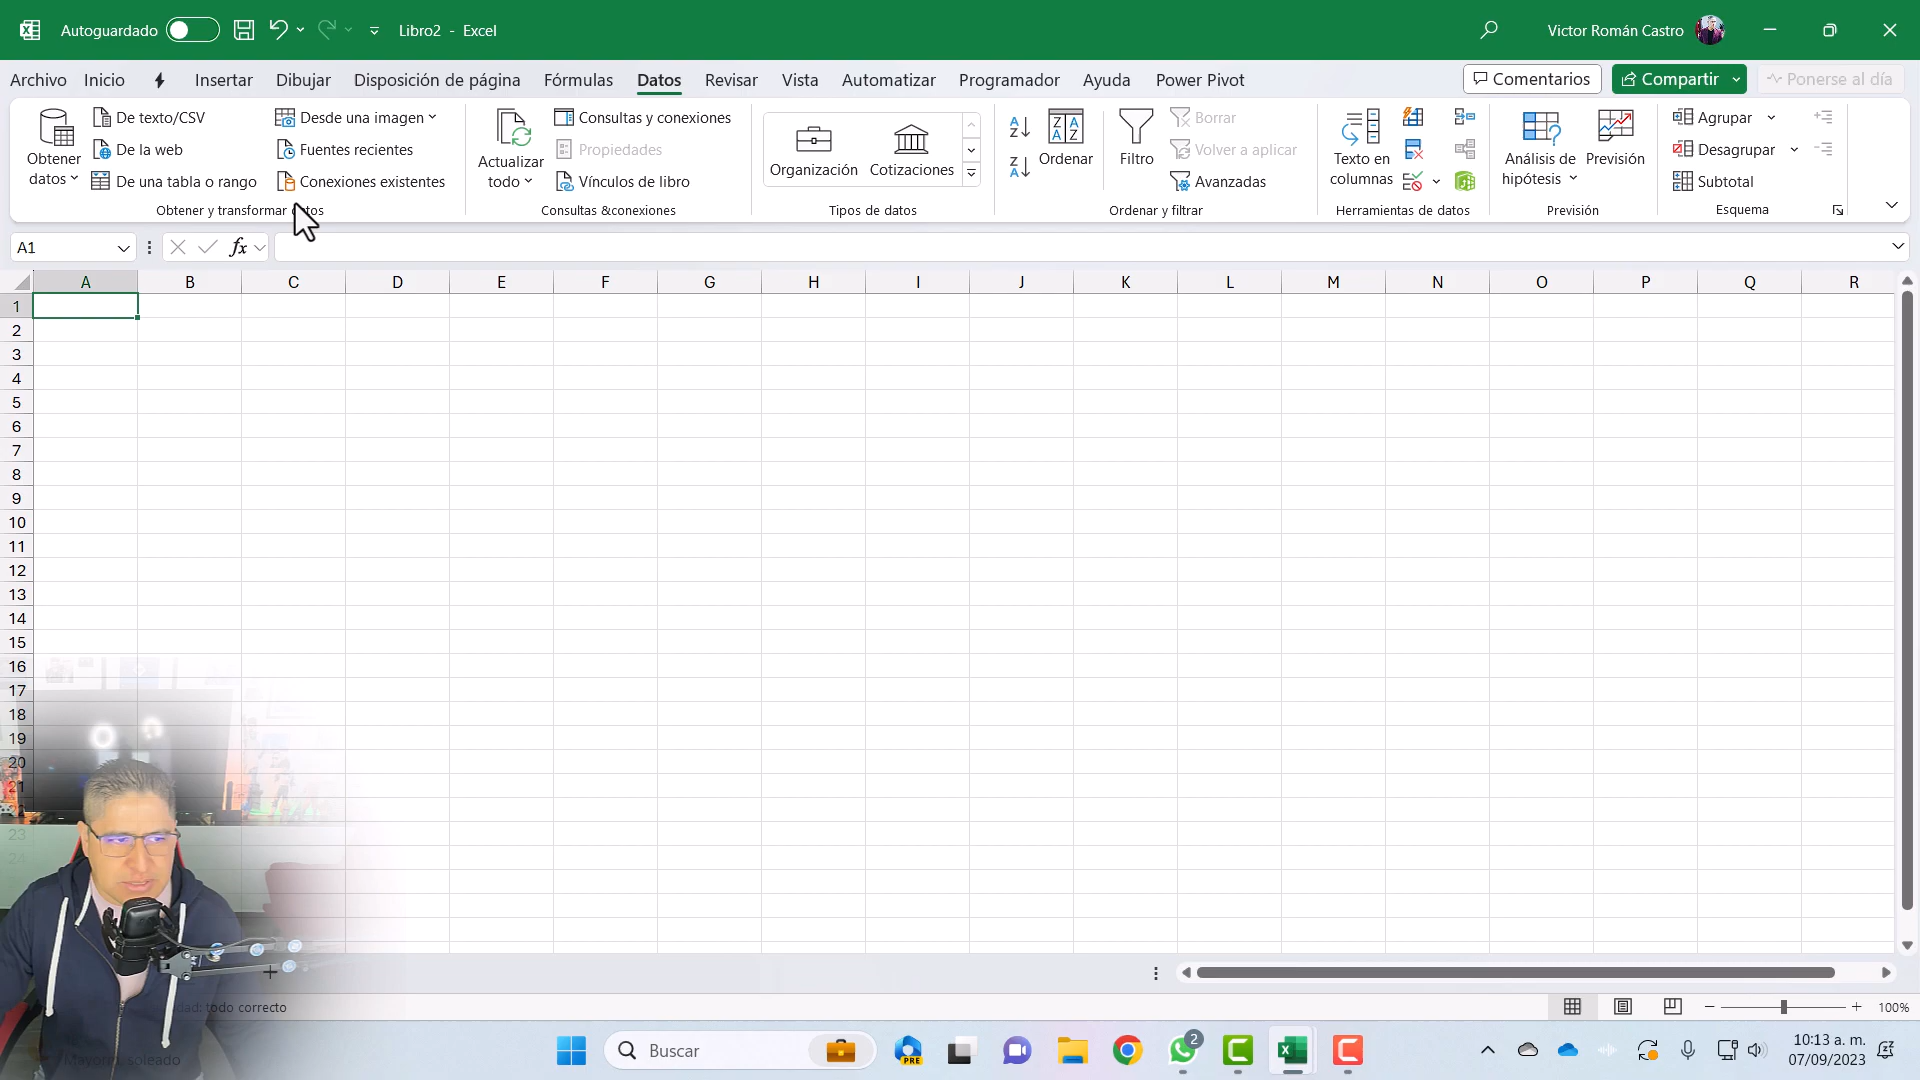 Autoguardado
Libro2 - Excel
Victor Román Castro
Archivo Inicio Insertar Dibujar Disposición de página Fórmulas Datos Revisar Vista Automatizar Programador Ayuda Power Pivot
Comentarios
Compartir
Ponerse al día
Obtener datos
De texto/CSV
De la web
De una tabla o rango
Desde una imagen
Fuentes recientes
Conexiones existentes
Obtener y transformar datos
Actualizar todo
Consultas y conexiones
Propiedades
Vínculos de libro
Consultas &conexiones
Organización
Cotizaciones
Tipos de datos
Ordenar
Filtro
Borrar
Volver a aplicar
Avanzadas
Ordenar y filtrar
Texto en columnas
Herramientas de datos
Análisis de hipótesis
Previsión
Previsión
Agrupar
Desagrupar
Subtotal
Esquema
A1
fx
A B C D E F G H I J K L M N O P Q R
1
2
3
4
5
6
7
8
9
10
11
12
13
14
15
16
17
18
19
20
21
23
24
todo correcto
100%
Mayorm. soleado
Buscar
PRE
2
10:13 a. m.
07/09/2023